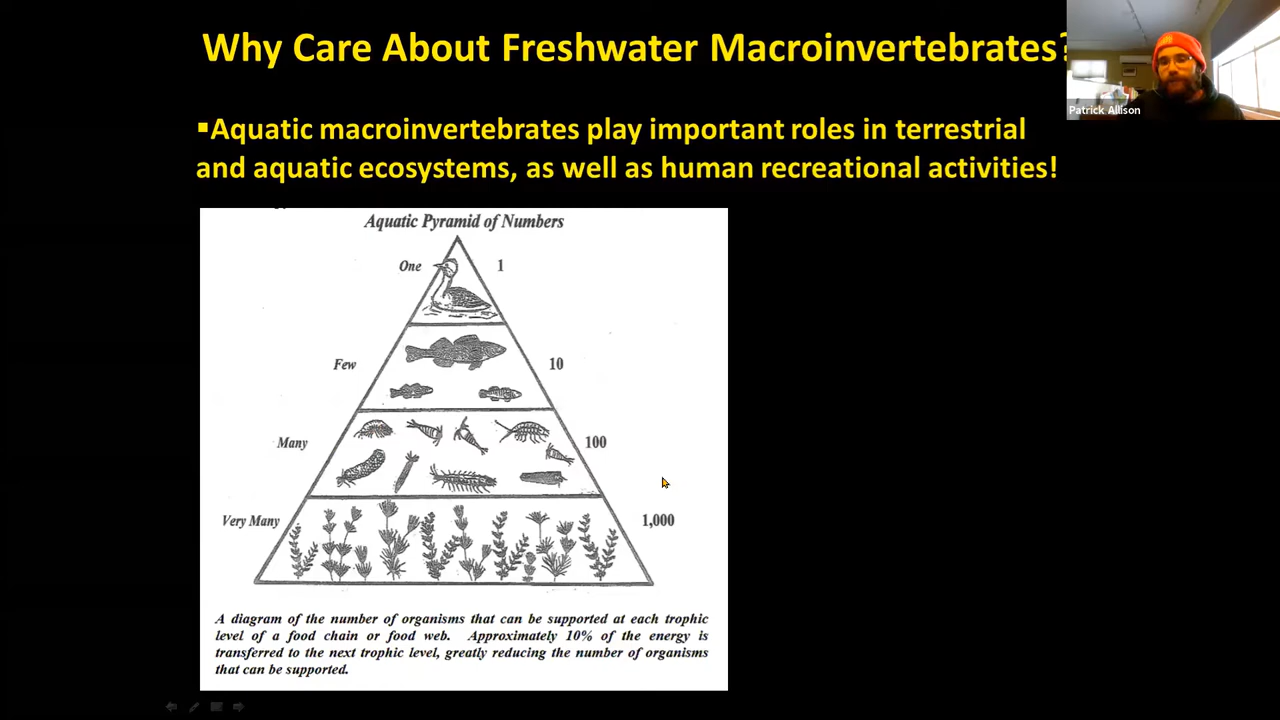 Why Care About Freshwater Macroinvertebrates?
Patrick Allison
▪Aquatic macroinvertebrates play important roles in terrestrial
and aquatic ecosystems, as well as human recreational activities!
Aquatic Pyramid of Numbers
One 1
Few 10
Many 100
Very Many 1,000
A diagram of the number of organisms that can be supported at each trophic
level of a food chain or food web. Approximately 10% of the energy is
transferred to the next trophic level, greatly reducing the number of organisms
that can be supported.